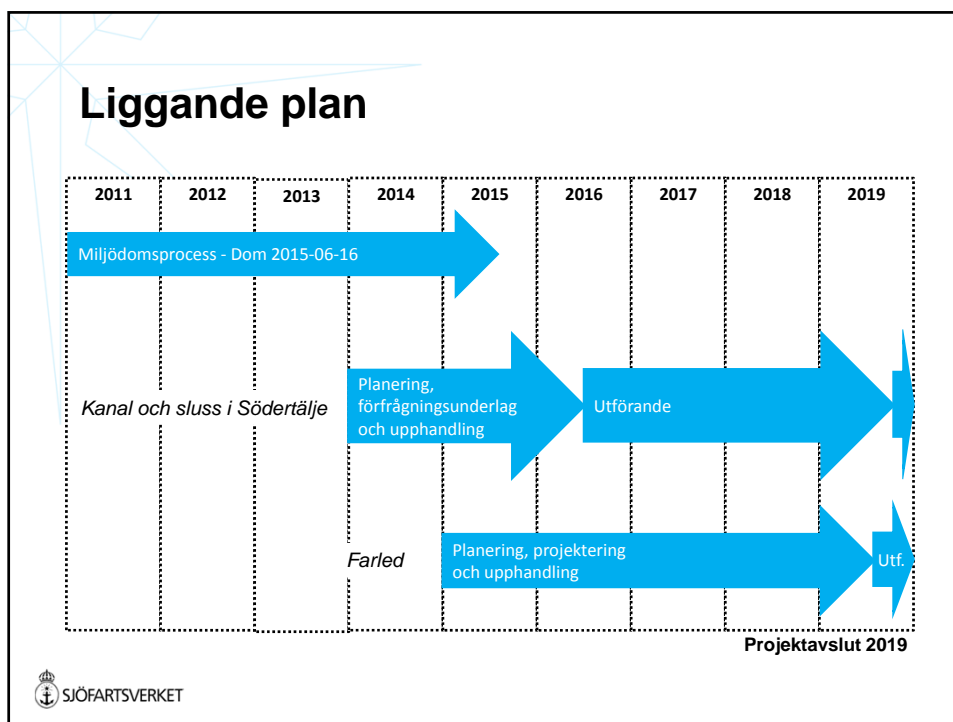 Liggande plan
2011 2012 2013 2014 2015 2016 2017 2018 2019
Miljödomsprocess - Dom 2015-06-16
Kanal och sluss i Södertälje
Planering,
förfrågningsunderlag
och upphandling
Utförande
Farled
Planering, projektering
och upphandling
Utf.
Projektavslut 2019
SJÖFARTSVERKET